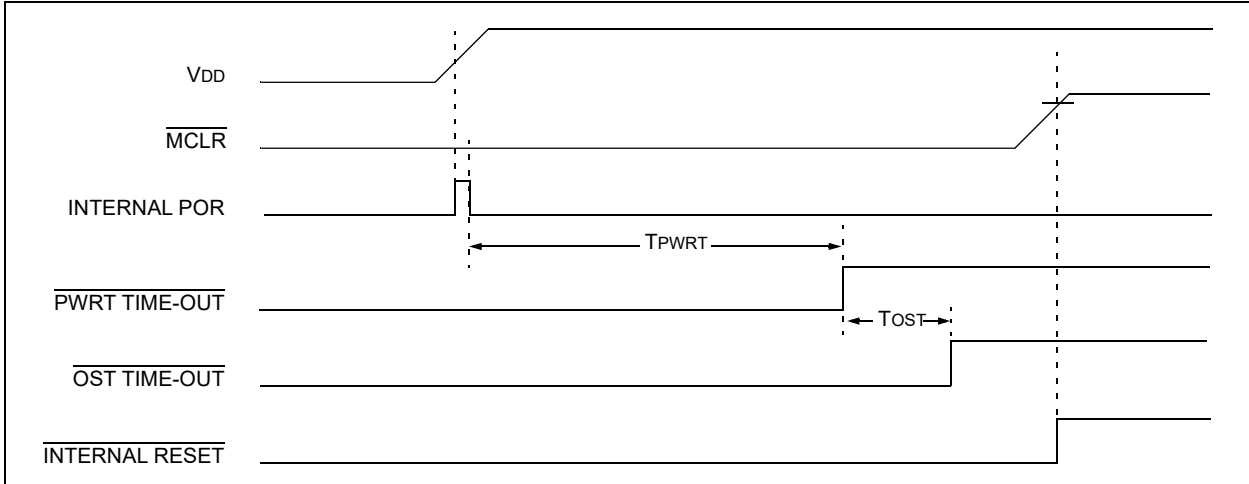 VDD
MCLR
INTERNAL POR
TPWRT
PWRT TIME-OUT
TOST
OST TIME-OUT
INTERNAL RESET